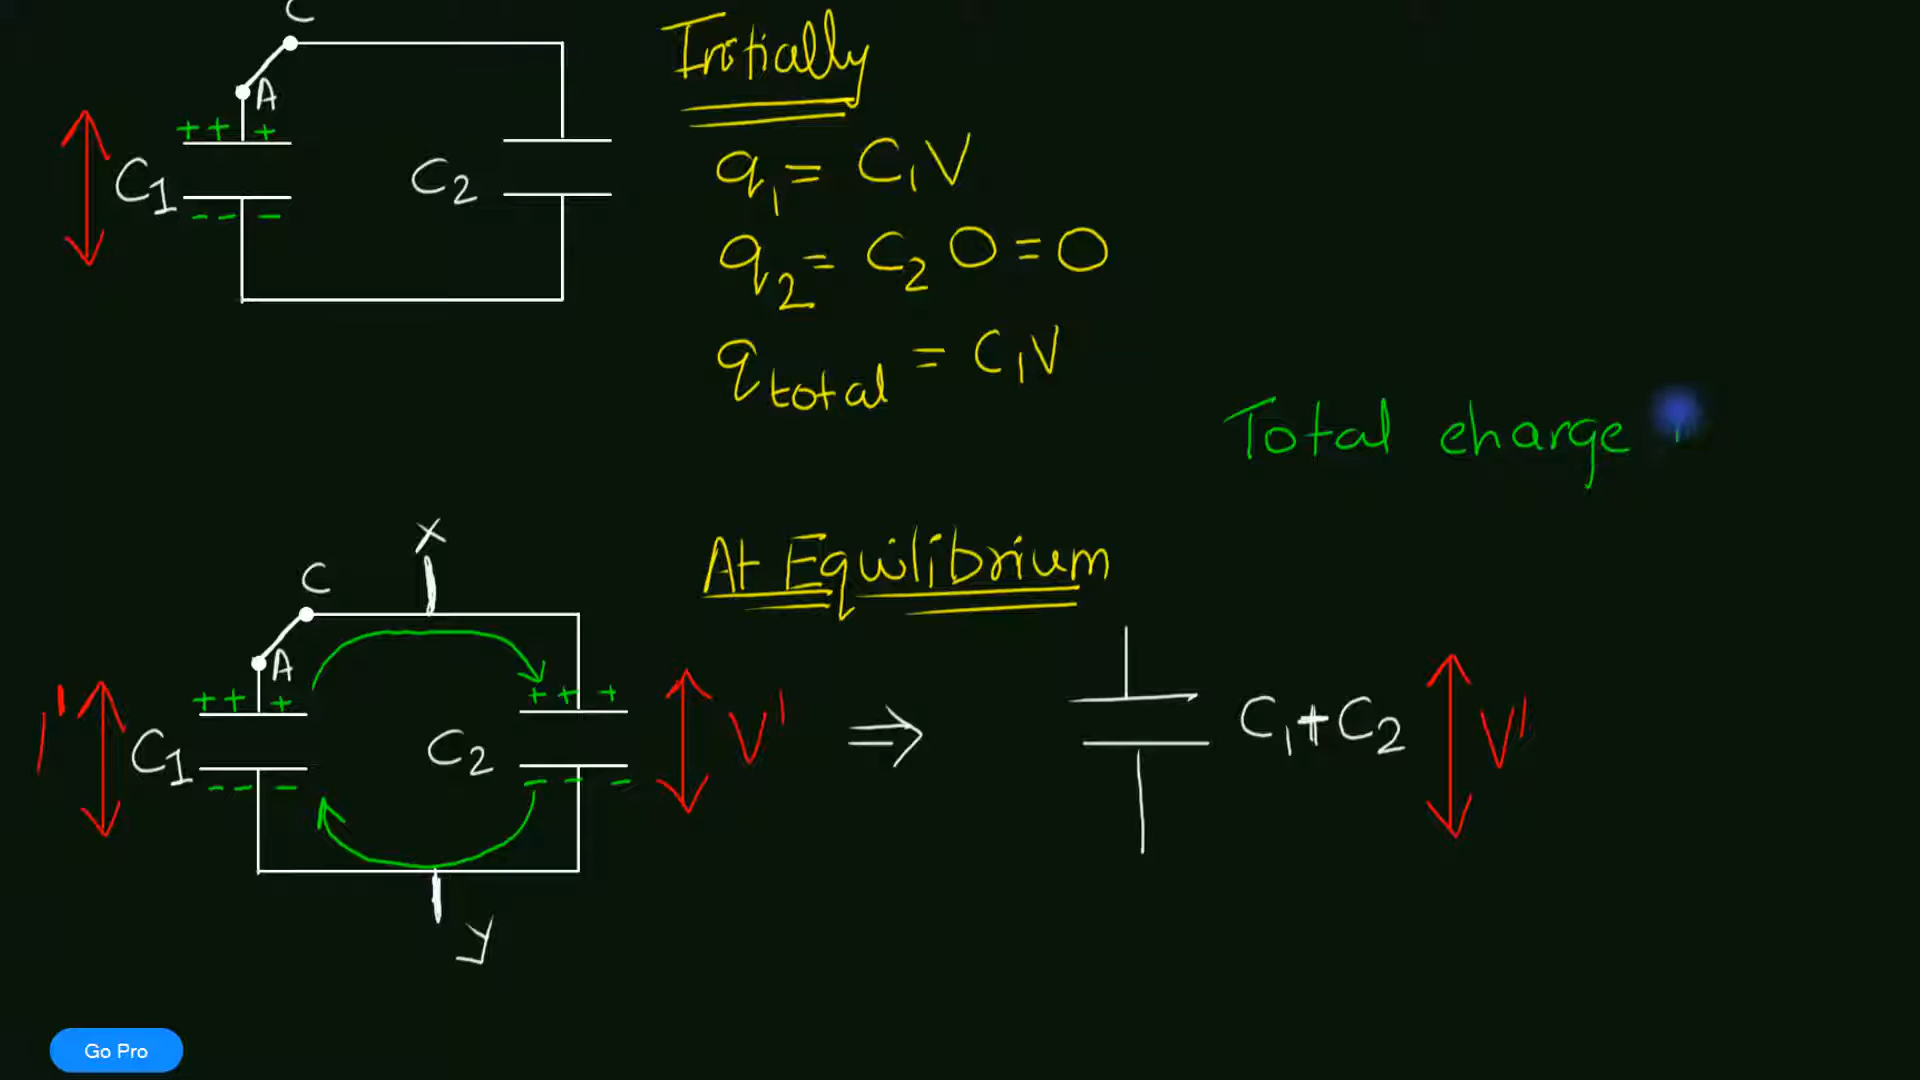 C
A
C1
C2
Initially
q1 = C1V
q2 = C2 0 = 0
qtotal = C1V
Total charge
At Equilibrium
X
C
A
C1
C2
V'
⇒
C1+C2
V'
y
Go Pro